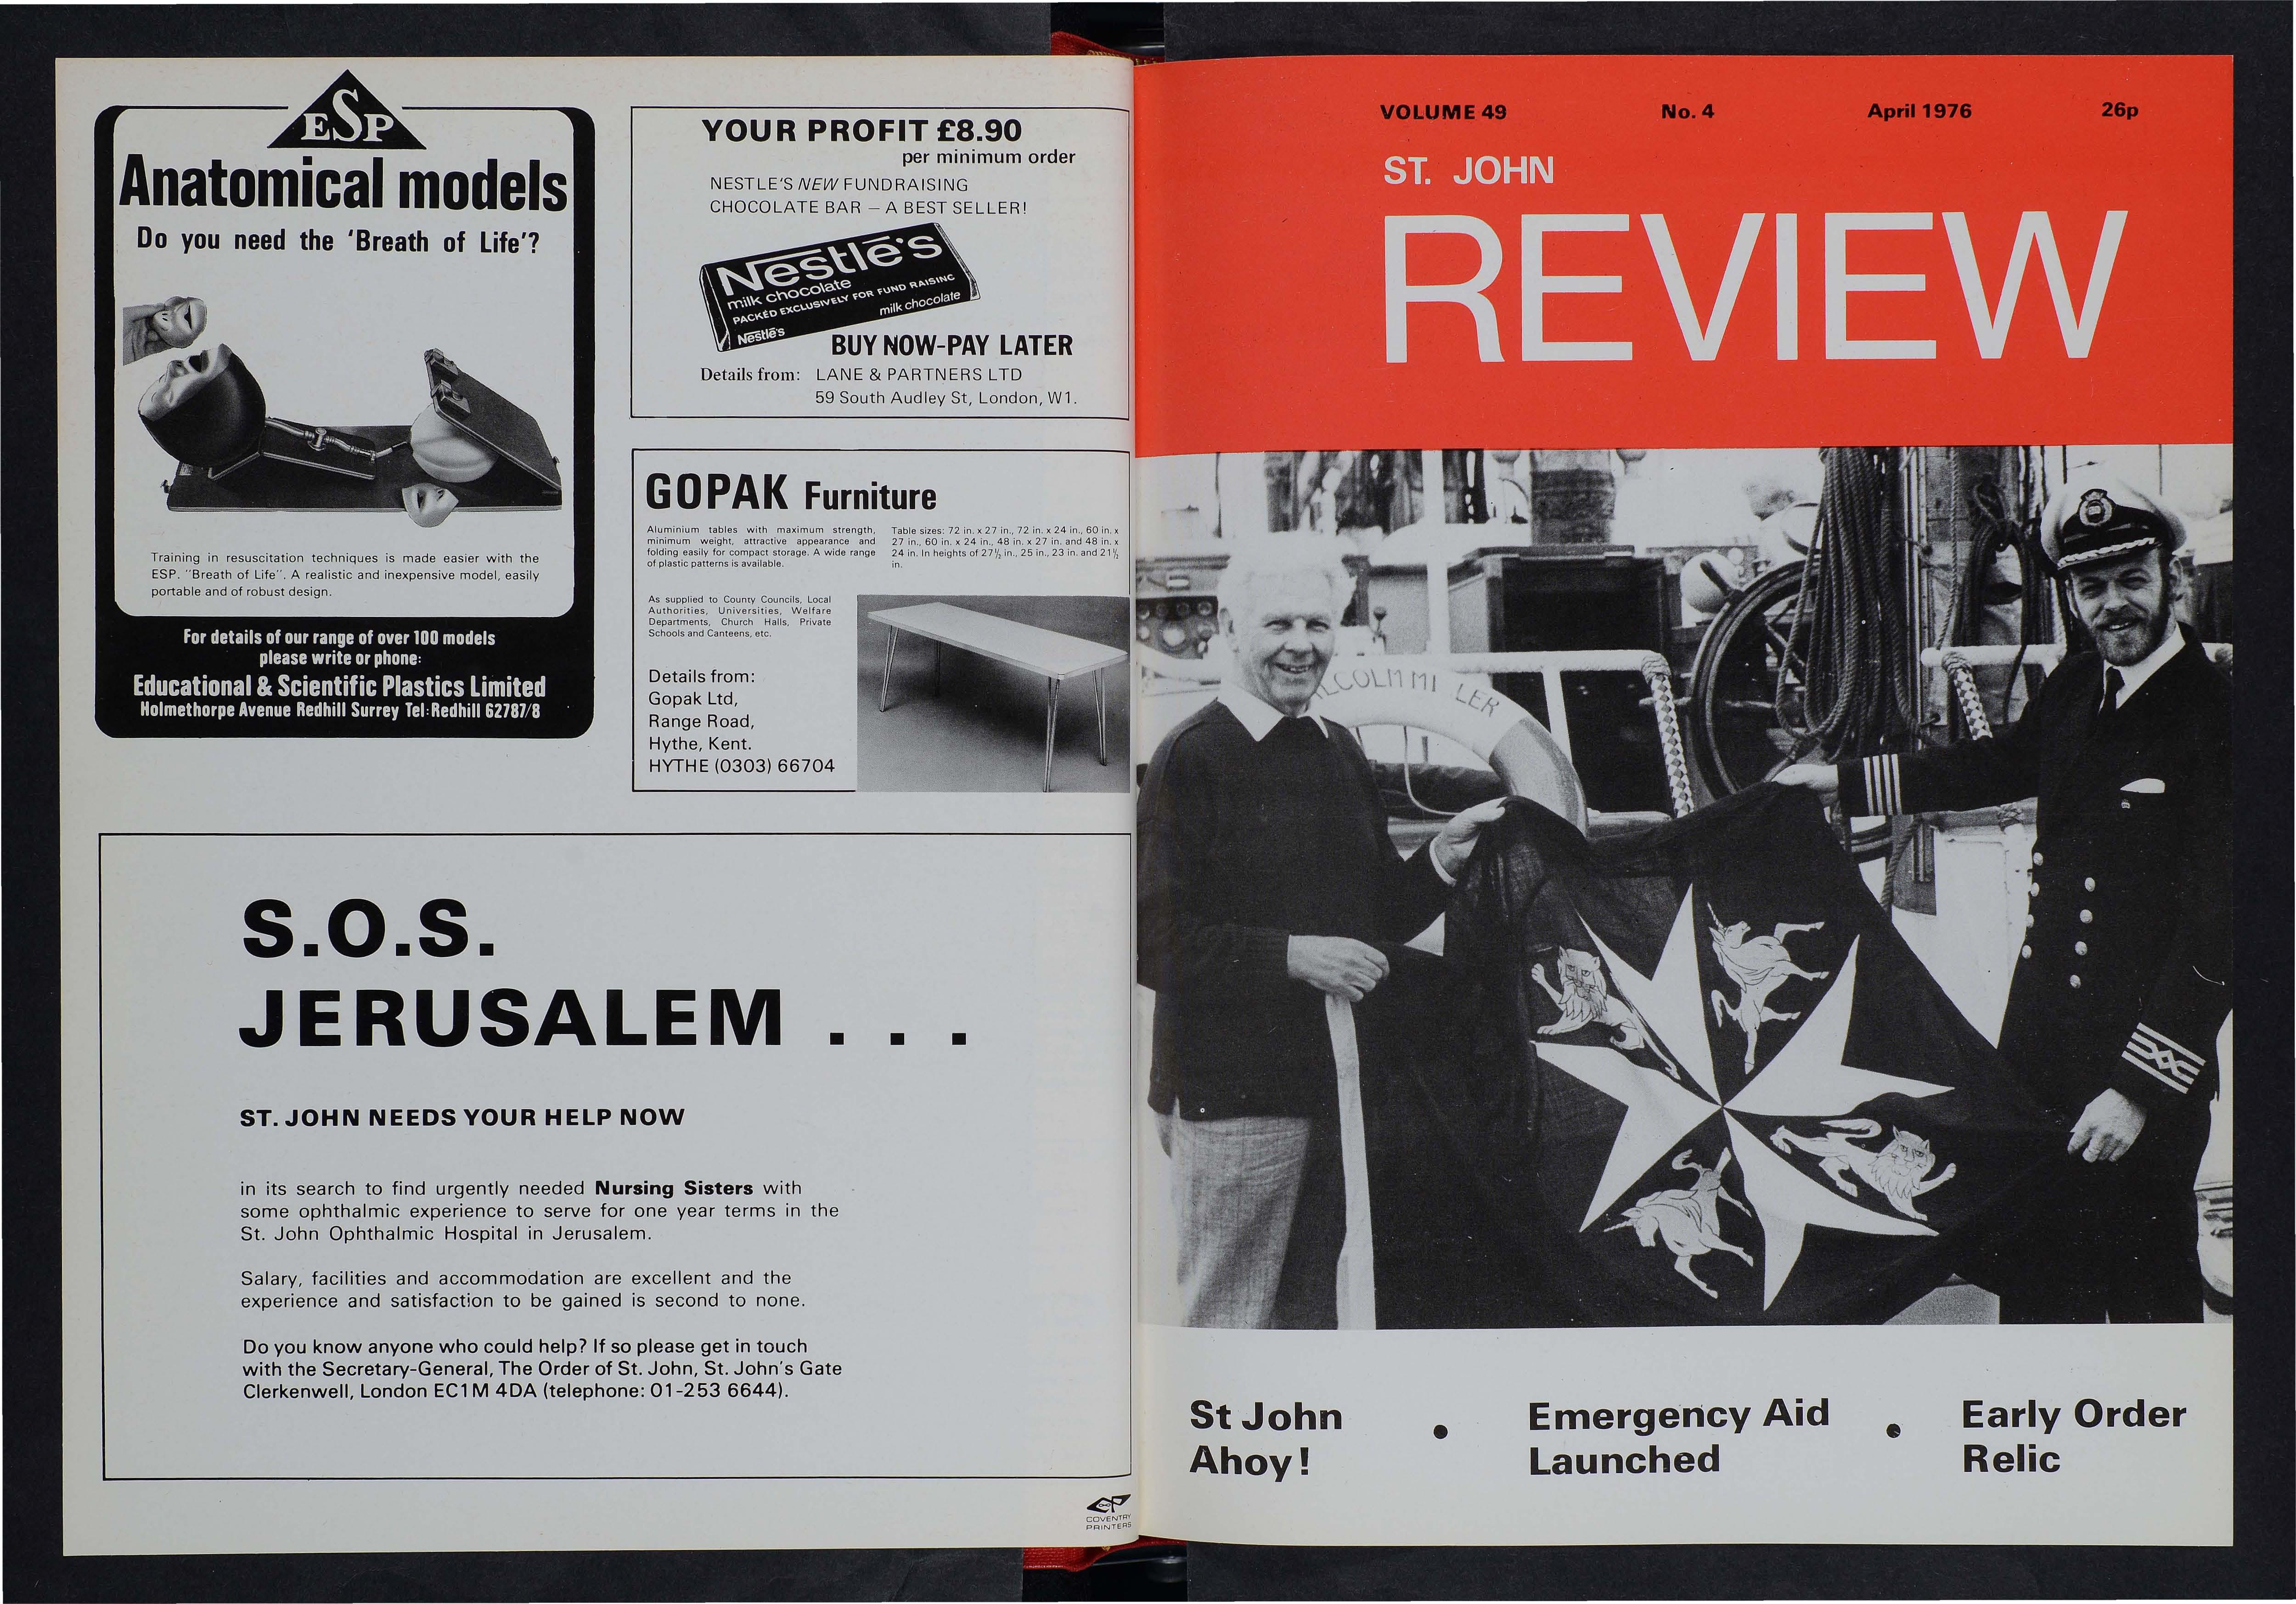 ESP
Anatomical models
Do you need the 'Breath of Life'?
Training in resuscitation techniques is made easier with the
ESP. "Breath of Life". A realistic and inexpensive model, easily
portable and of robust design.
For details of our range of over 100 models
please write or phone:
Educational & Scientific Plastics Limited
Holmethorpe Avenue Redhill Surrey Tel: Redhill 62787/8
YOUR PROFIT £8.90
per minimum order
NESTLE'S NEW FUNDRAISING
CHOCOLATE BAR – A BEST SELLER!
Nestlé's
milk chocolate
PACKED EXCLUSIVELY FOR FUND RAISING
milk chocolate
Nestlé's
BUY NOW-PAY LATER
Details from: LANE & PARTNERS LTD
59 South Audley St, London, W1.
GOPAK Furniture
Aluminium tables with maximum strength,
minimum weight, attractive appearance and
folding easily for compact storage. A wide range
of plastic patterns is available.
Table sizes: 72 in. x 27 in., 72 in. x 24 in., 60 in. x
27 in., 60 in. x 24 in., 48 in. x 27 in. and 48 in. x
24 in. In heights of 27½ in., 25 in., 23 in. and 21½
in.
As supplied to County Councils, Local
Authorities, Universities, Welfare
Departments, Church Halls, Private
Schools and Canteens, etc.
Details from:
Gopak Ltd,
Range Road,
Hythe, Kent.
HYTHE (0303) 66704
S.O.S.
JERUSALEM . . .
ST. JOHN NEEDS YOUR HELP NOW
in its search to find urgently needed Nursing Sisters with
some ophthalmic experience to serve for one year terms in the
St. John Ophthalmic Hospital in Jerusalem.
Salary, facilities and accommodation are excellent and the
experience and satisfaction to be gained is second to none.
Do you know anyone who could help? If so please get in touch
with the Secretary-General, The Order of St. John, St. John's Gate
Clerkenwell, London EC1M 4DA (telephone: 01-253 6644).
COVENTRY
PRINTERS
VOLUME 49 No. 4 April 1976 26p
ST. JOHN
REVIEW
LCOLM MI LER
St John
Ahoy!
• Emergency Aid
Launched
• Early Order
Relic